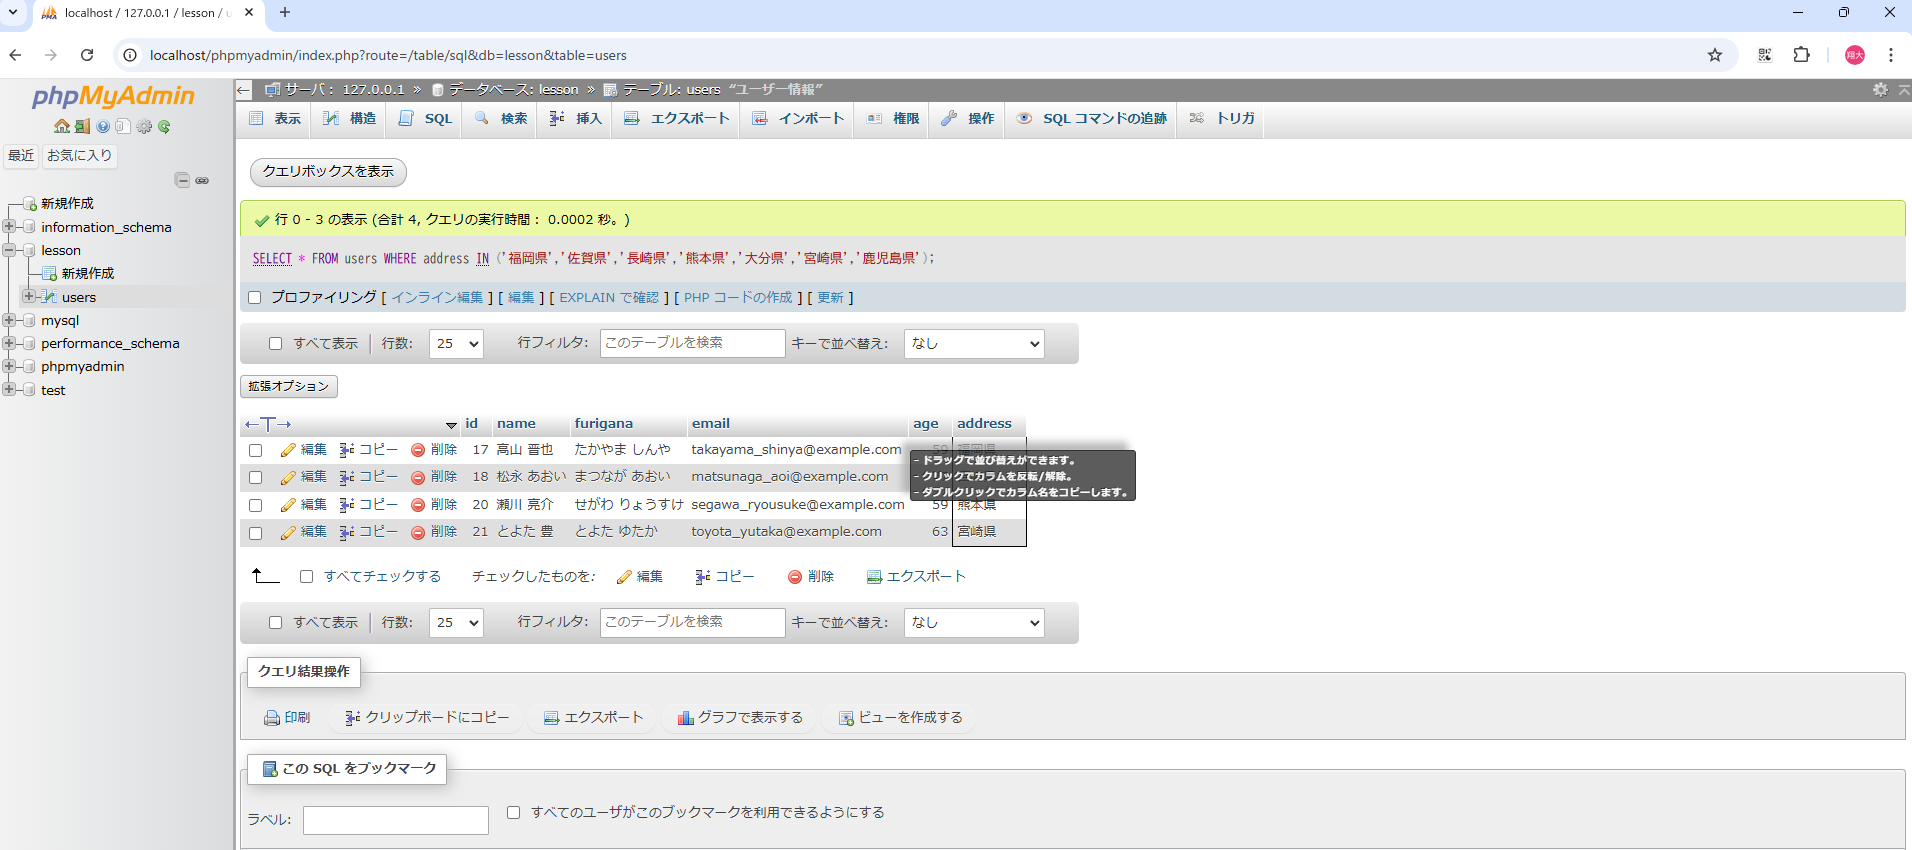 localhost / 127.0.0.1 / lesson / u
localhost/phpmyadmin/index.php?route=/table/sql&db=lesson&table=users
翔大
phpMyAdmin
最近 お気に入り
新規作成
information_schema
lesson
新規作成
users
mysql
performance_schema
phpmyadmin
test
サーバ: 127.0.0.1 » データベース: lesson » テーブル: users "ユーザー情報"
表示 構造 SQL 検索 挿入 エクスポート インポート 権限 操作 SQL コマンドの追跡 トリガ
クエリボックスを表示
行 0 - 3 の表示 (合計 4, クエリの実行時間: 0.0002 秒。)
SELECT * FROM users WHERE address IN ('福岡県','佐賀県','長崎県','熊本県','大分県','宮崎県','鹿児島県');
プロファイリング [ インライン編集 ] [ 編集 ] [ EXPLAIN で確認 ] [ PHP コードの作成 ] [ 更新 ]
すべて表示 行数: 25 行フィルタ: このテーブルを検索 キーで並べ替え: なし
拡張オプション
←T→ id name furigana email age address
編集 コピー 削除 17 高山 晋也 たかやま しんや takayama_shinya@example.com 59 福岡県
編集 コピー 削除 18 松永 あおい まつなが あおい matsunaga_aoi@example.com
- ドラッグで並び替えができます。
- クリックでカラムを反転/解除。
- ダブルクリックでカラム名をコピーします。
編集 コピー 削除 20 瀬川 亮介 せがわ りょうすけ segawa_ryousuke@example.com 59 熊本県
編集 コピー 削除 21 とよた 豊 とよた ゆたか toyota_yutaka@example.com 63 宮崎県
すべてチェックする チェックしたものを: 編集 コピー 削除 エクスポート
すべて表示 行数: 25 行フィルタ: このテーブルを検索 キーで並べ替え: なし
クエリ結果操作
印刷 クリップボードにコピー エクスポート グラフで表示する ビューを作成する
この SQL をブックマーク
ラベル: すべてのユーザがこのブックマークを利用できるようにする